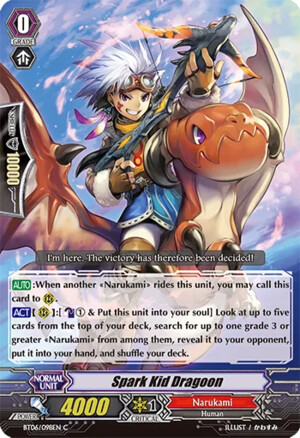 0
GRADE
10000
SHIELD
I'm here. The victory has therefore been decided!
AUTO :When another «Narukami» rides this unit, you may call this
card to .
ACT [ ]:[ ① & Put this unit into your soul] Look at up to five
cards from the top of your deck, search for up to one grade 3 or
greater «Narukami» from among them, reveal it to your opponent,
put it into your hand, and shuffle your deck.
NORMAL
UNIT
Spark Kid Dragoon
POWER
4000
1
CRITICAL
Narukami
Human
BT06/098EN C
ILLUST / かわすみ